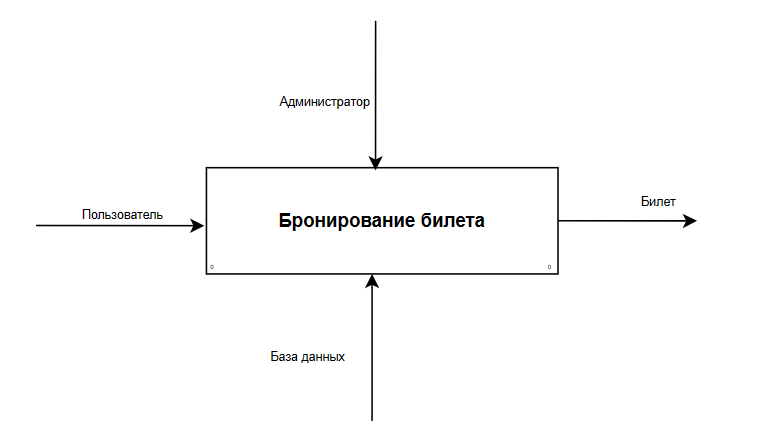 Администратор
Пользователь
Билет
Бронирование билета
0
0
База данных